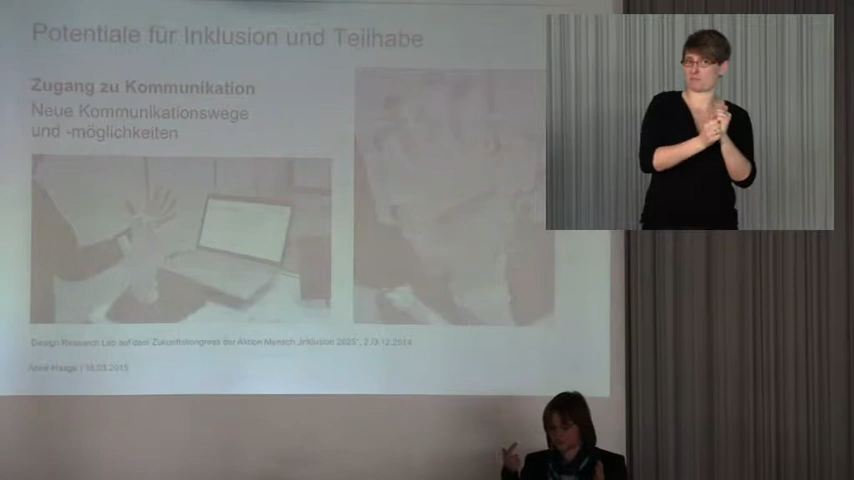 Potentiale für Inklusion und Teilhabe
Zugang zu Kommunikation
Neue Kommunikationswege
und -möglichkeiten
Design Research Lab auf dem Zukunftskongress der Aktion Mensch „Inklusion 2025“, 2./3.12.2014
Anne Haage / 18.03.2015